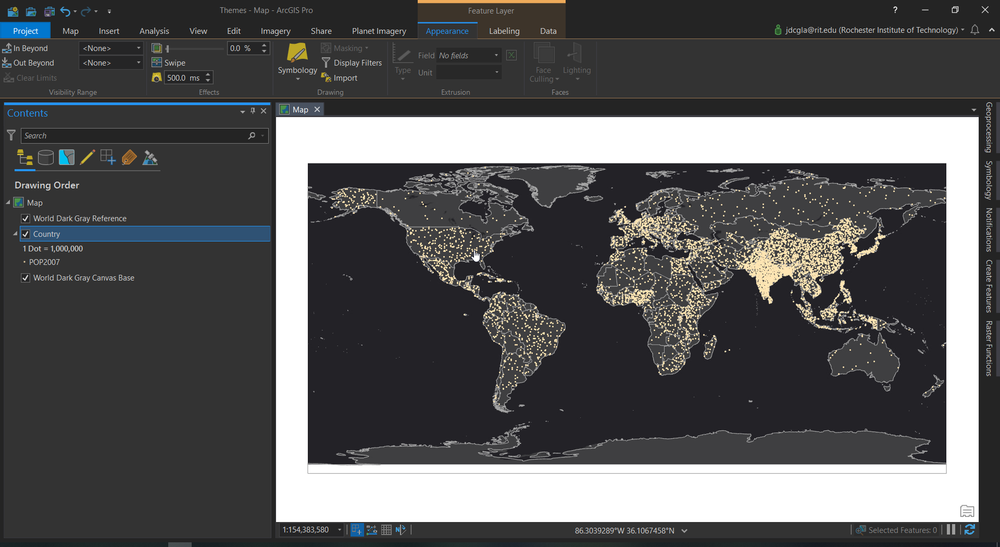 Themes - Map - ArcGIS Pro
Feature Layer
?
Project Map Insert Analysis View Edit Imagery Share Planet Imagery Appearance Labeling Data
jdcgla@rit.edu (Rochester Institute of Technology)
In Beyond <None>
Out Beyond <None>
Clear Limits
Visibility Range
0.0 %
Swipe
500.0 ms
Effects
Symbology
Masking
Display Filters
Import
Drawing
Type
Field No fields
Unit
Extrusion
Face Culling
Lighting
Faces
Contents
Search
Drawing Order
Map
World Dark Gray Reference
Country
1 Dot = 1,000,000
POP2007
World Dark Gray Canvas Base
Map
Geoprocessing
Symbology
Notifications
Create Features
Raster Functions
1:154,383,580
N
86.3039289°W 36.1067458°N
Selected Features: 0